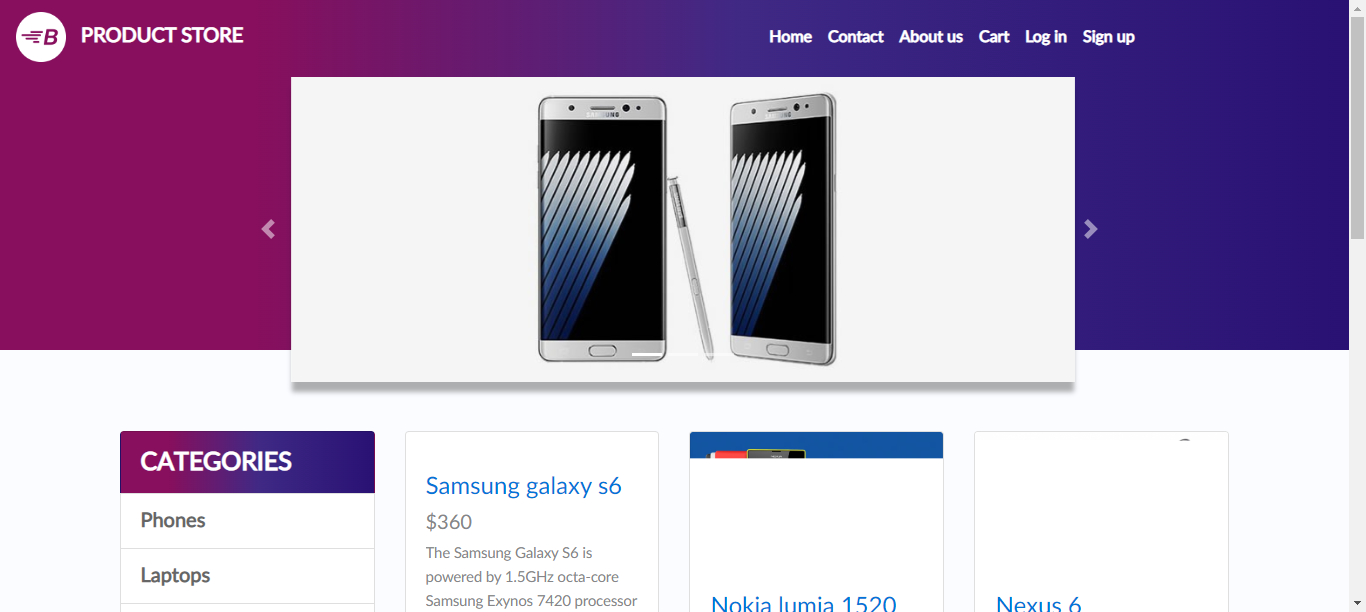 B PRODUCT STORE
Home Contact About us Cart Log in Sign up
SAMSUNG
SAMSUNG
CATEGORIES
Phones
Laptops
Samsung galaxy s6
$360
The Samsung Galaxy S6 is
powered by 1.5GHz octa-core
Samsung Exynos 7420 processor
Nokia lumia 1520
Nexus 6